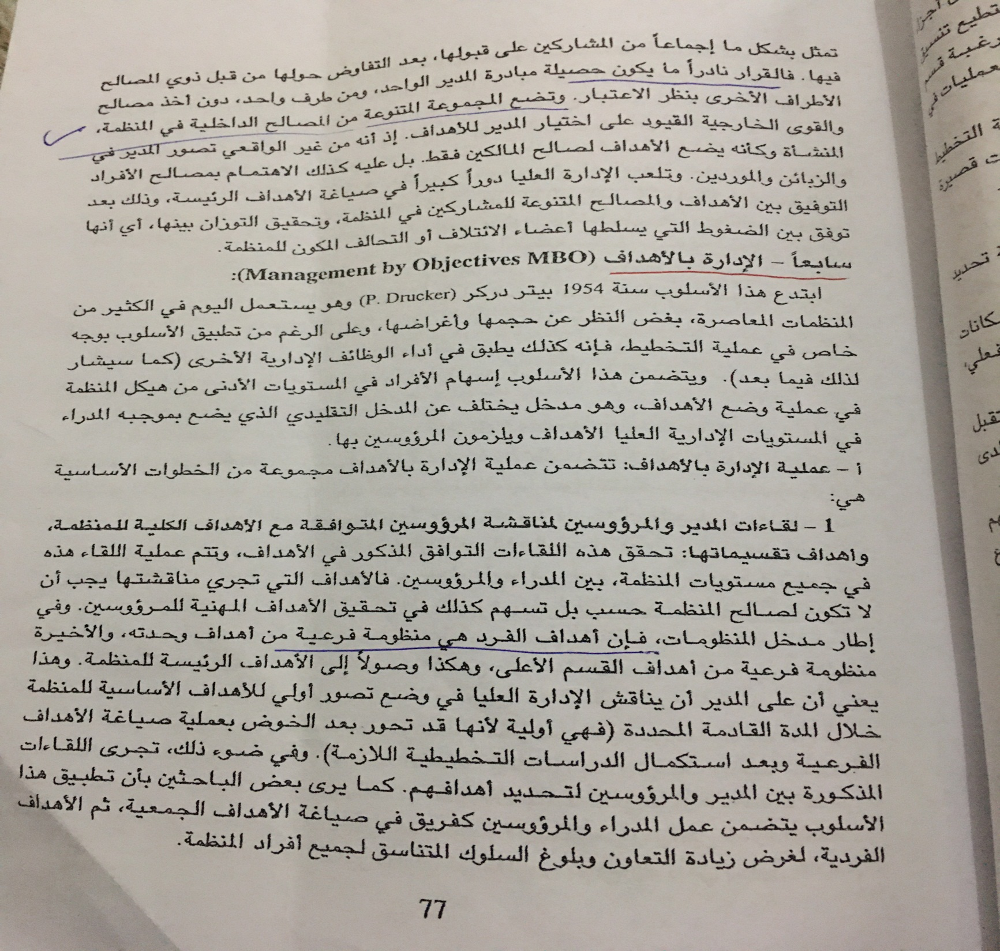 تمثل بشكل ما إجماعاً من المشاركين على قبولها، بعد التفاوض حولها من قبل ذوي المصالح
فيها. فالقرار نادراً ما يكون حصيلة مبادرة المدير الواحد، ومن طرف واحد، دون أخذ مصالح
الأطراف الأخرى بنظر الاعتبار. وتضع المجموعة المتنوعة من المصالح الداخلية في المنظمة،
والقوى الخارجية القيود على اختيار المدير للأهداف. إذ أنه من غير الواقعي تصور المدير في
المنشأة وكأنه يضع الأهداف لصالح المالكين فقط. بل عليه كذلك الاهتمام بمصالح الأفراد
والزبائن والموردين. وتلعب الإدارة العليا دوراً كبيراً في صياغة الأهداف الرئيسة، وذلك بعد
التوفيق بين الأهداف والمصالح المتنوعة للمشاركين في المنظمة، وتحقيق التوزان بينها، أي أنها
توفق بين الضغوط التي يسلطها أعضاء الائتلاف أو التحالف المكون للمنظمة.
سابعاً – الإدارة بالأهداف (Management by Objectives MBO):
ابتدع هذا الأسلوب سنة 1954 بيتر دركر (P. Drucker) وهو يستعمل اليوم في الكثير من
المنظمات المعاصرة، بغض النظر عن حجمها وأغراضها، وعلى الرغم من تطبيق الأسلوب بوجه
خاص في عملية التخطيط، فإنه كذلك يطبق في أداء الوظائف الإدارية الأخرى (كما سيشار
لذلك فيما بعد). ويتضمن هذا الأسلوب إسهام الأفراد في المستويات الأدنى من هيكل المنظمة
في عملية وضع الأهداف، وهو مدخل يختلف عن المدخل التقليدي الذي يضع بموجبه المدراء
في المستويات الإدارية العليا الأهداف ويلزمون المرؤوسين بها.
أ – عملية الإدارة بالأهداف: تتضمن عملية الإدارة بالأهداف مجموعة من الخطوات الأساسية
هي:
1 – لقاءات المدير والمرؤوسين لمناقشة المرؤوسين المتوافقة مع الأهداف الكلية للمنظمة،
وأهداف تقسيماتها: تحقق هذه اللقاءات التوافق المذكور في الأهداف، وتتم عملية اللقاء هذه
في جميع مستويات المنظمة، بين المدراء والمرؤوسين. فالأهداف التي تجري مناقشتها يجب أن
لا تكون لصالح المنظمة حسب بل تسهم كذلك في تحقيق الأهداف المهنية للمرؤوسين. وفي
إطار مدخل المنظومات، فإن أهداف الفرد هي منظومة فرعية من أهداف وحدته، والأخيرة
منظومة فرعية من أهداف القسم الأعلى، وهكذا وصولاً إلى الأهداف الرئيسة للمنظمة. وهذا
يعني أن على المدير أن يناقش الإدارة العليا في وضع تصور أولي للأهداف الأساسية للمنظمة
خلال المدة القادمة المحددة (فهي أولية لأنها قد تحور بعد الخوض بعملية صياغة الأهداف
الفرعية وبعد استكمال الدراسات التخطيطية اللازمة). وفي ضوء ذلك، تجرى اللقاءات
المذكورة بين المدير والمرؤوسين لتحديد أهدافهم. كما يرى بعض الباحثين بأن تطبيق هذا
الأسلوب يتضمن عمل المدراء والمرؤوسين كفريق في صياغة الأهداف الجمعية، ثم الأهداف
الفردية، لغرض زيادة التعاون وبلوغ السلوك المتناسق لجميع أفراد المنظمة.
77
رغبة قسم
التخطيط
ت قصيرة
تحديد